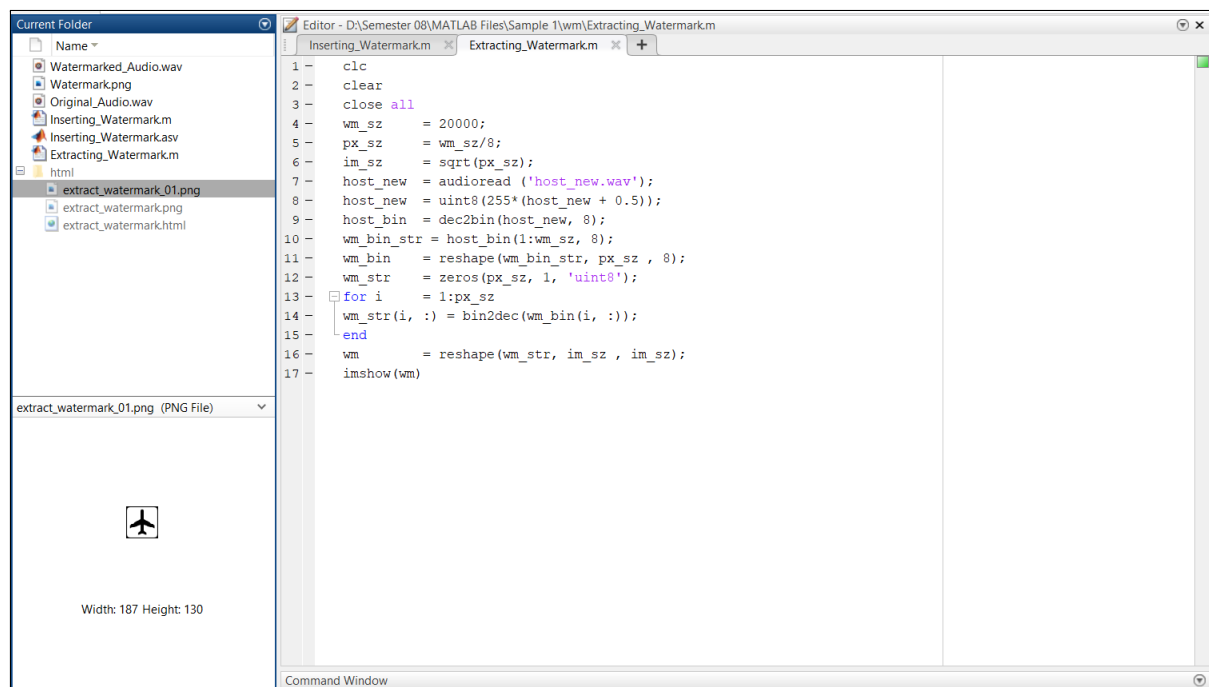 Current Folder
Name
Watermarked_Audio.wav
Watermark.png
Original_Audio.wav
Inserting_Watermark.m
Inserting_Watermark.asv
Extracting_Watermark.m
html
extract_watermark_01.png
extract_watermark.png
extract_watermark.html
extract_watermark_01.png (PNG File)
Width: 187 Height: 130
Editor - D:\Semester 08\MATLAB Files\Sample 1\wm\Extracting_Watermark.m
Inserting_Watermark.m Extracting_Watermark.m
1 – clc
2 – clear
3 – close all
4 – wm_sz = 20000;
5 – px_sz = wm_sz/8;
6 – im_sz = sqrt(px_sz);
7 – host_new = audioread ('host_new.wav');
8 – host_new = uint8(255*(host_new + 0.5));
9 – host_bin = dec2bin(host_new, 8);
10 – wm_bin_str = host_bin(1:wm_sz, 8);
11 – wm_bin = reshape(wm_bin_str, px_sz , 8);
12 – wm_str = zeros(px_sz, 1, 'uint8');
13 – for i = 1:px_sz
14 – wm_str(i, :) = bin2dec(wm_bin(i, :));
15 – end
16 – wm = reshape(wm_str, im_sz , im_sz);
17 – imshow(wm)
Command Window